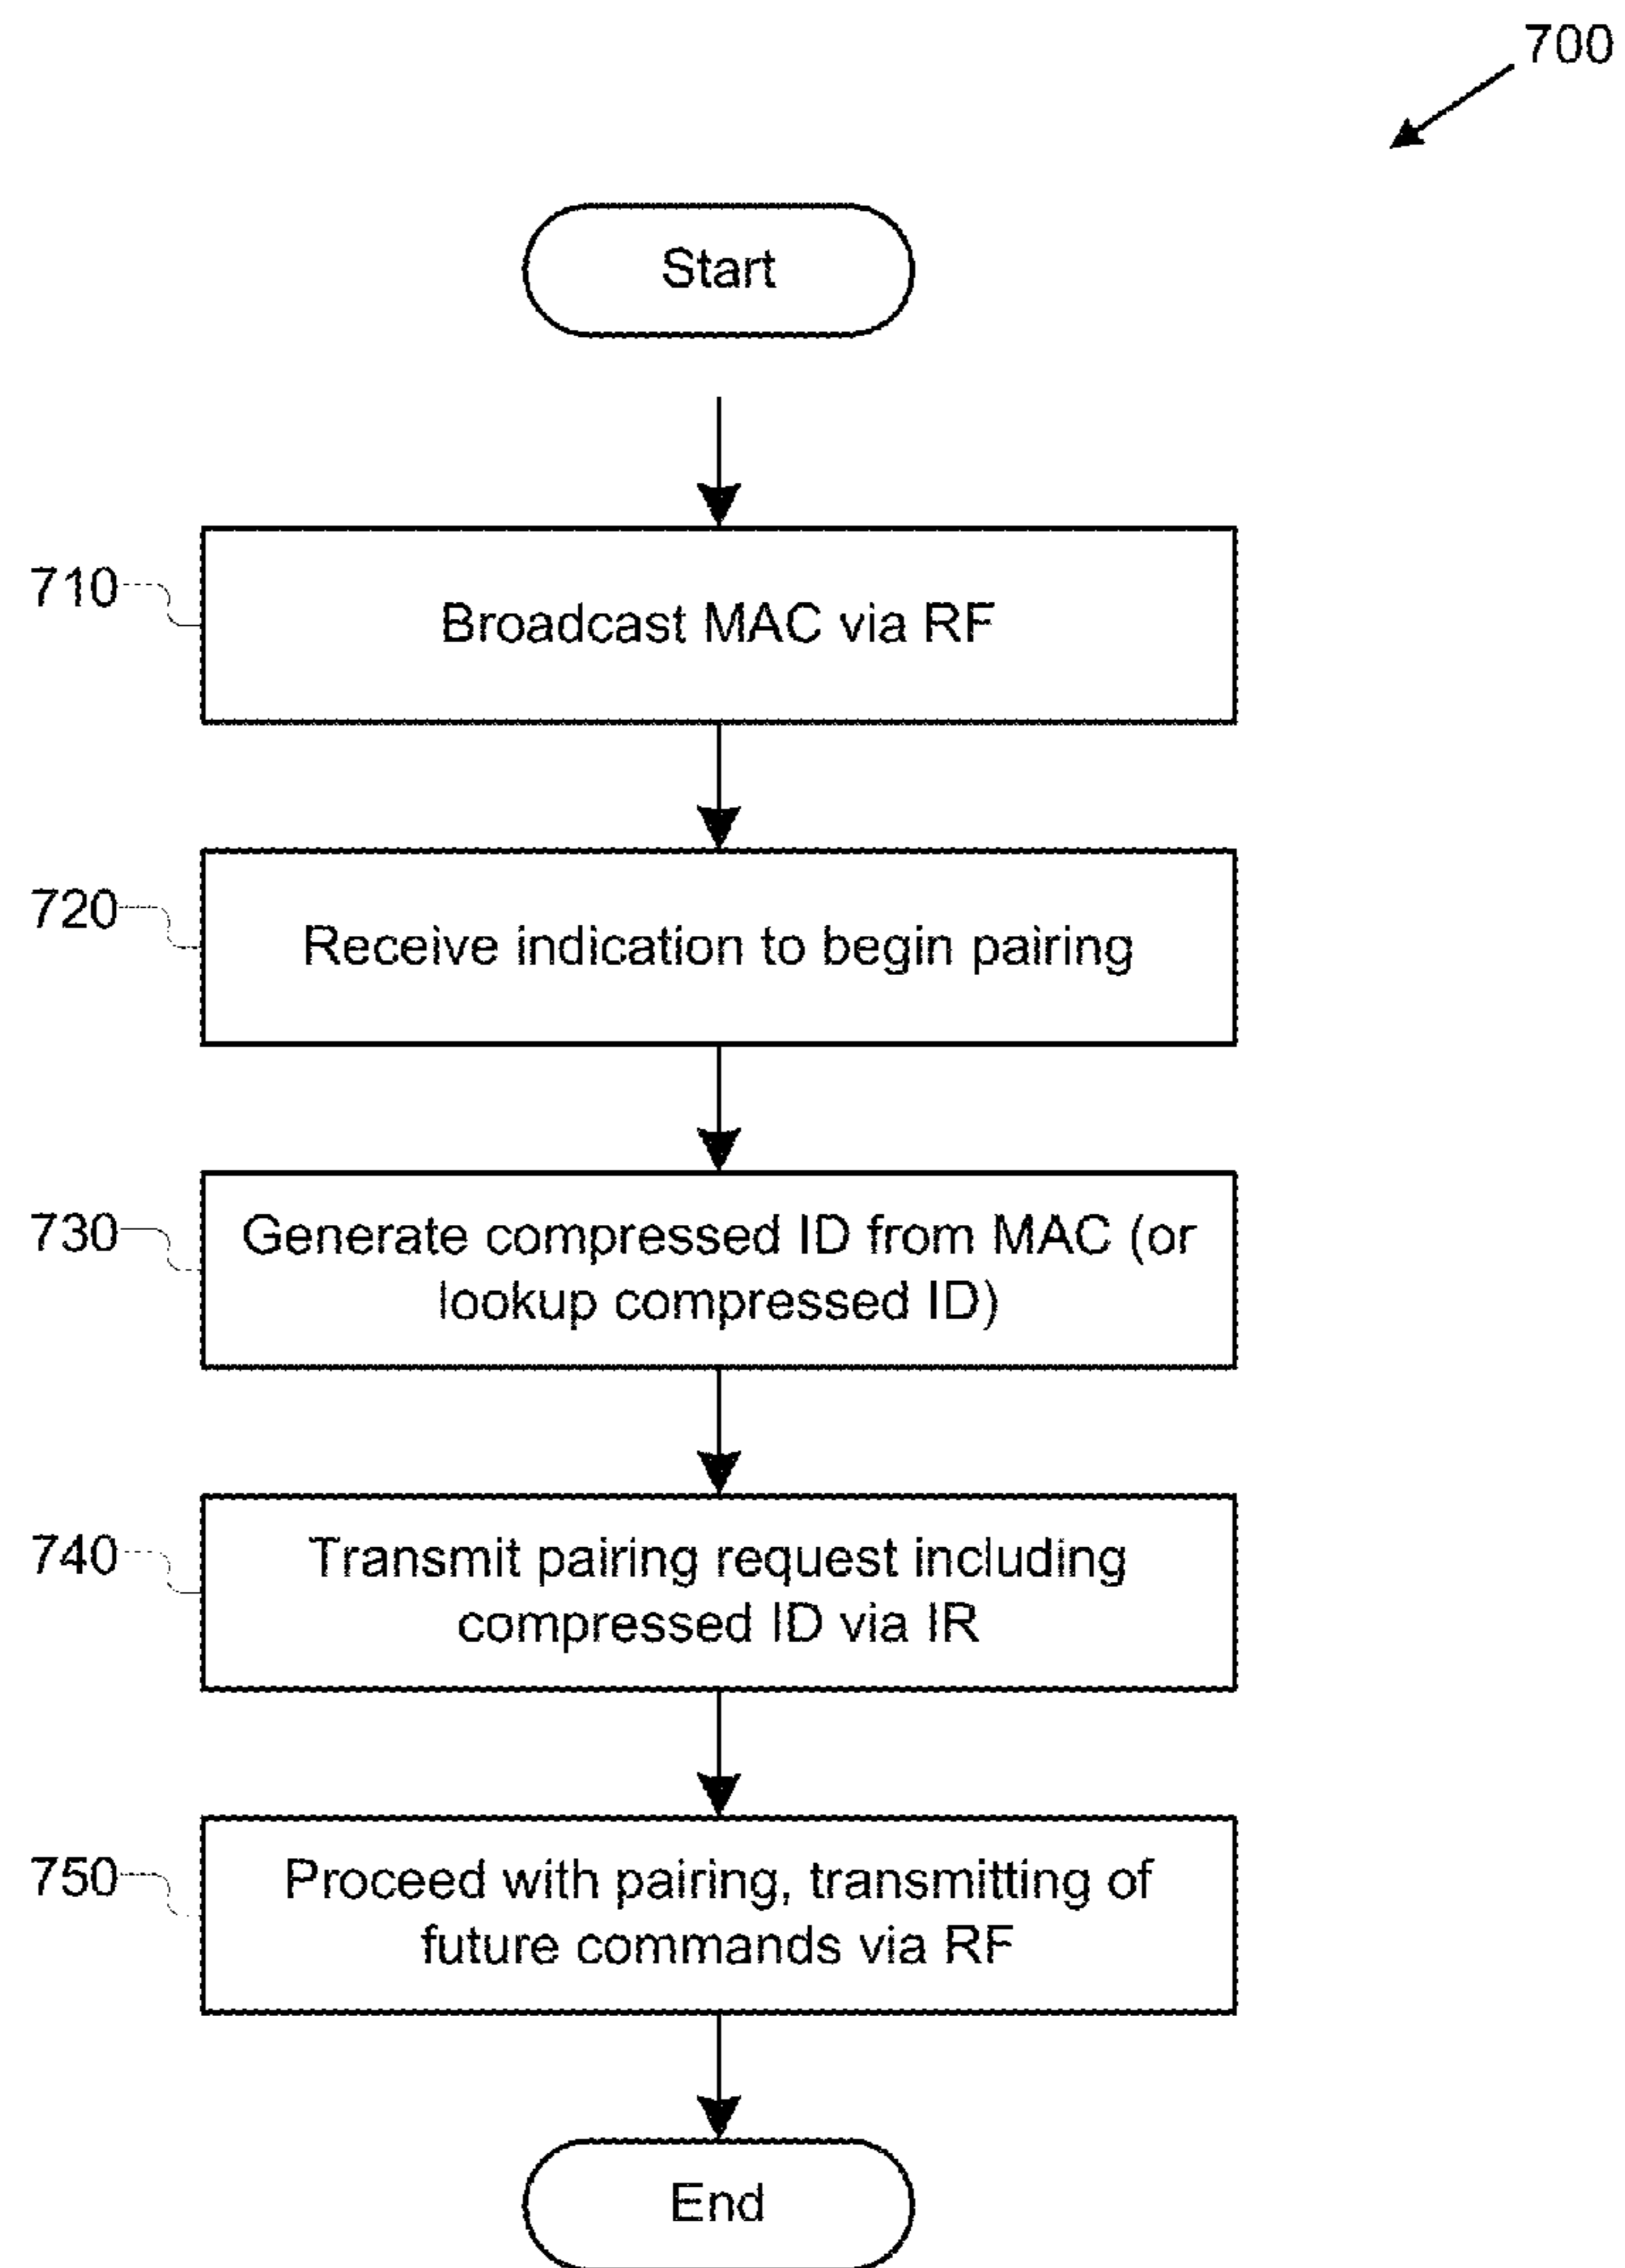 700
Start
710
Broadcast MAC via RF
720
Receive indication to begin pairing
730
Generate compressed ID from MAC (or
lookup compressed ID)
740
Transmit pairing request including
compressed ID via IR
750
Proceed with pairing, transmitting of
future commands via RF
End